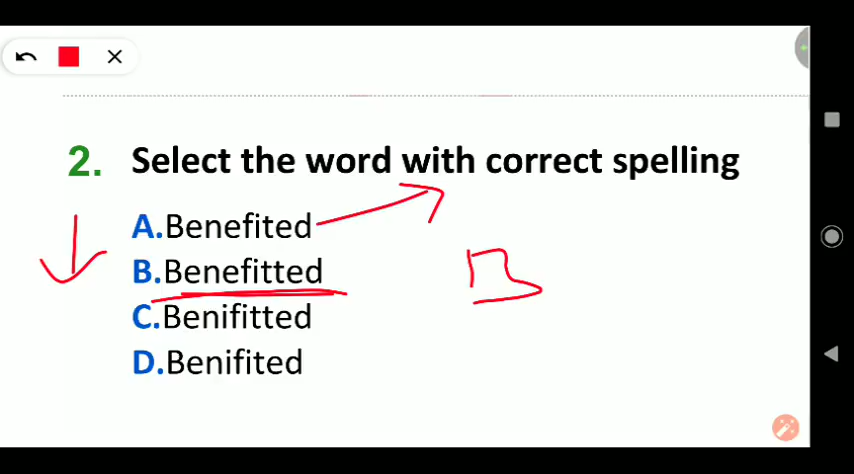 2. Select the word with correct spelling
A.Benefited
B.Benefitted
C.Benifitted
D.Benifited
B